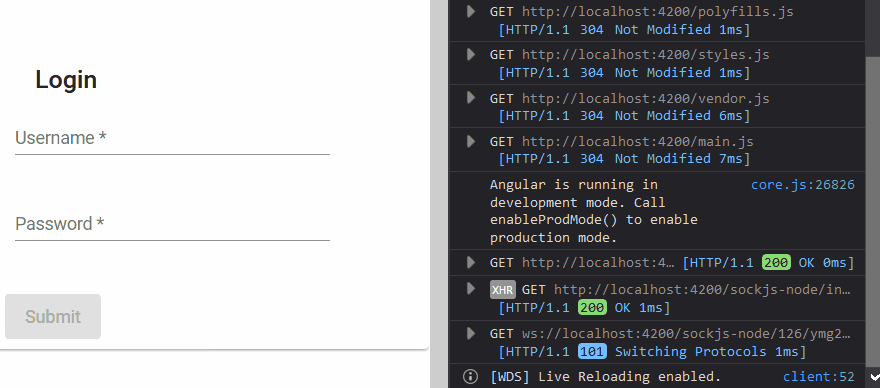 Login
Username *
Password *
Submit
GET http://localhost:4200/polyfills.js
[HTTP/1.1 304 Not Modified 1ms]
GET http://localhost:4200/styles.js
[HTTP/1.1 304 Not Modified 1ms]
GET http://localhost:4200/vendor.js
[HTTP/1.1 304 Not Modified 6ms]
GET http://localhost:4200/main.js
[HTTP/1.1 304 Not Modified 7ms]
Angular is running in core.js:26826
development mode. Call
enableProdMode() to enable
production mode.
GET http://localhost:4… [HTTP/1.1 200 OK 0ms]
XHR GET http://localhost:4200/sockjs-node/in…
[HTTP/1.1 200 OK 1ms]
GET ws://localhost:4200/sockjs-node/126/ymg2…
[HTTP/1.1 101 Switching Protocols 1ms]
[WDS] Live Reloading enabled. client:52